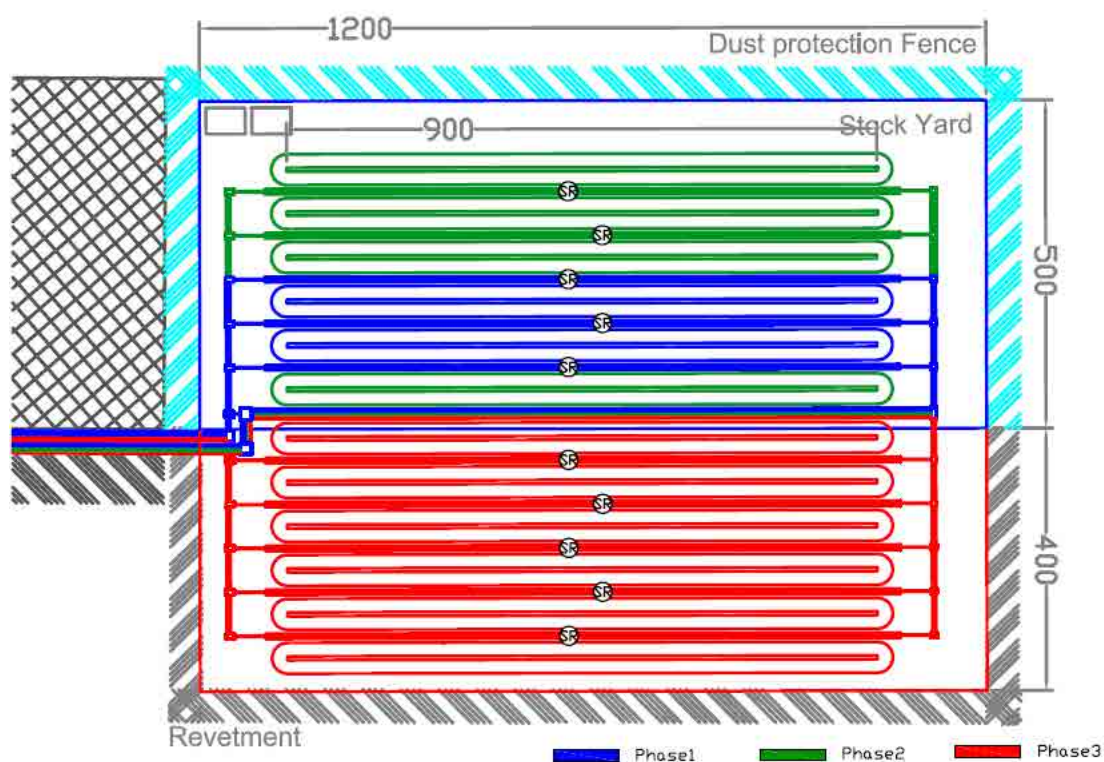 1200
Dust protection Fence
900
Stock Yard
SR
SR
SR
500
SR
SR
SR
SR
SR
400
SR
SR
Revetment
Phase1
Phase2
Phase3